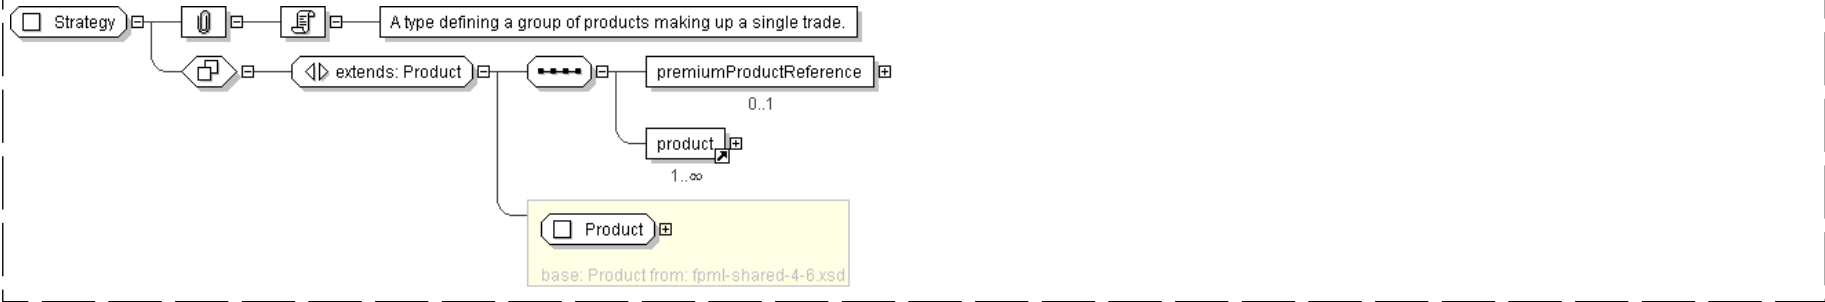 Strategy
A type defining a group of products making up a single trade.
extends: Product
premiumProductReference
0..1
product
1..∞
Product
base: Product from: fpml-shared-4-6.xsd